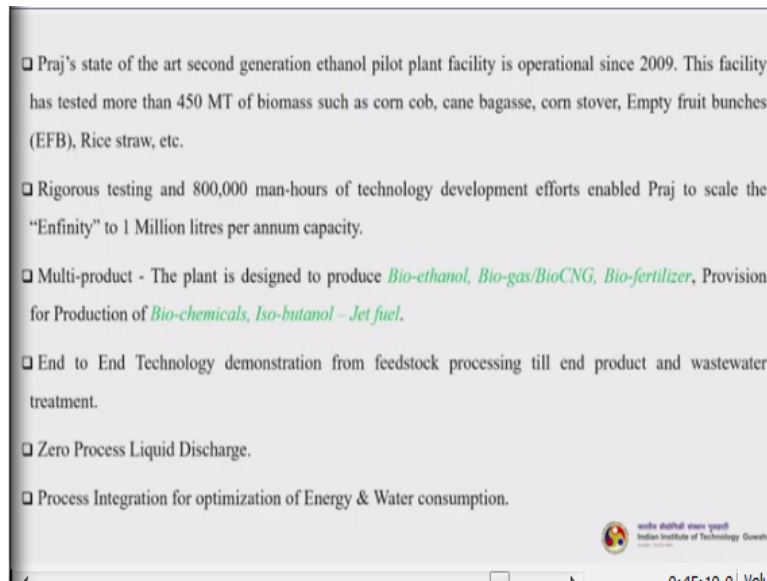 ❑ Praj's state of the art second generation ethanol pilot plant facility is operational since 2009. This facility
has tested more than 450 MT of biomass such as corn cob, cane bagasse, corn stover, Empty fruit bunches
(EFB), Rice straw, etc.
❑ Rigorous testing and 800,000 man-hours of technology development efforts enabled Praj to scale the
“Enfinity” to 1 Million litres per annum capacity.
❑ Multi-product - The plant is designed to produce Bio-ethanol, Bio-gas/BioCNG, Bio-fertilizer, Provision
for Production of Bio-chemicals, Iso-butanol – Jet fuel.
❑ End to End Technology demonstration from feedstock processing till end product and wastewater
treatment.
❑ Zero Process Liquid Discharge.
❑ Process Integration for optimization of Energy & Water consumption.
Indian Institute of Technology Guwah